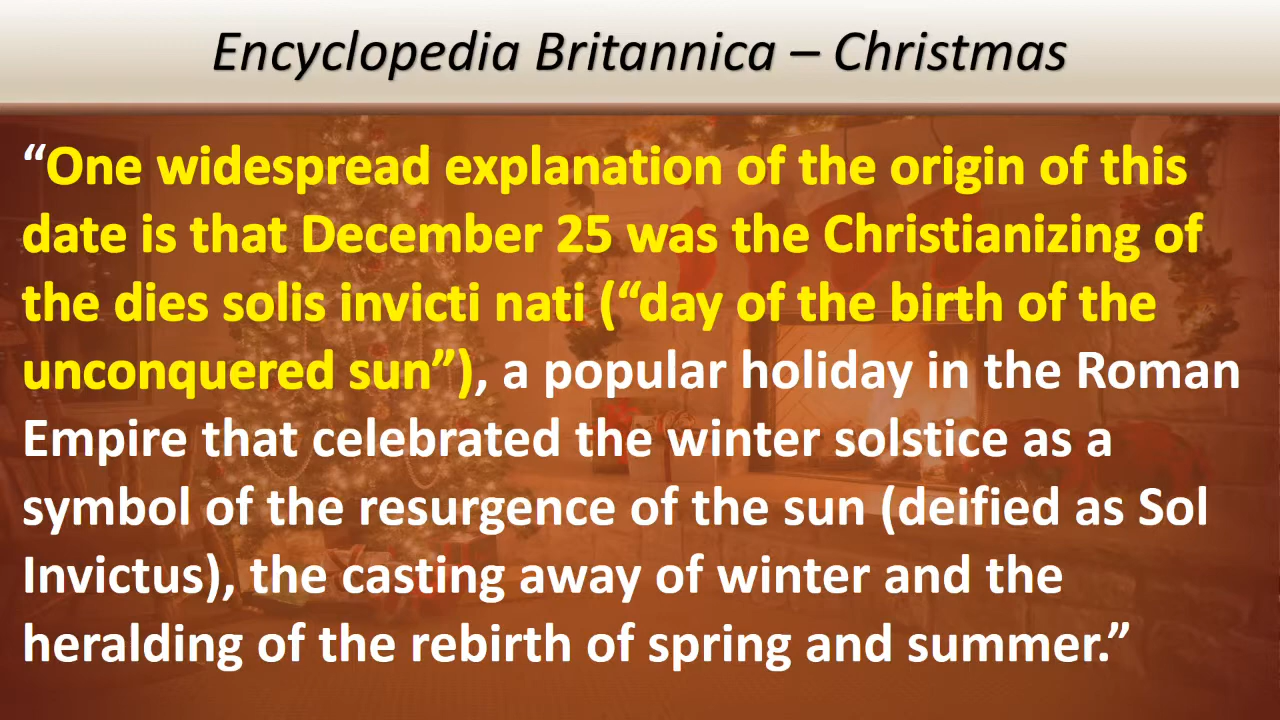 Encyclopedia Britannica – Christmas
“One widespread explanation of the origin of this
date is that December 25 was the Christianizing of
the dies solis invicti nati (“day of the birth of the
unconquered sun”), a popular holiday in the Roman
Empire that celebrated the winter solstice as a
symbol of the resurgence of the sun (deified as Sol
Invictus), the casting away of winter and the
heralding of the rebirth of spring and summer.”